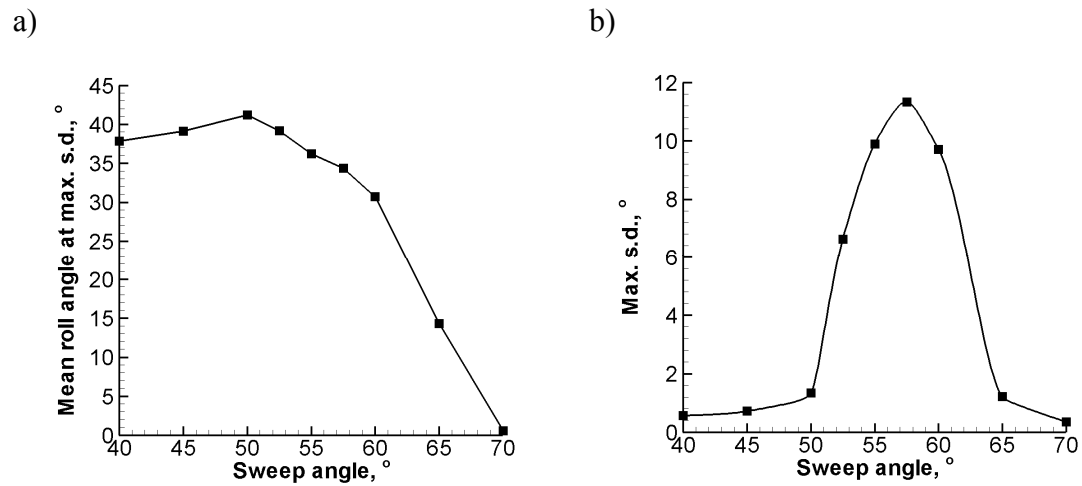 a)
45
40
35
30
25
20
15
10
5
0
Mean roll angle at max. s.d., °
40 45 50 55 60 65 70
Sweep angle, °
b)
12
10
8
6
4
2
0
Max. s.d., °
40 45 50 55 60 65 70
Sweep angle, °